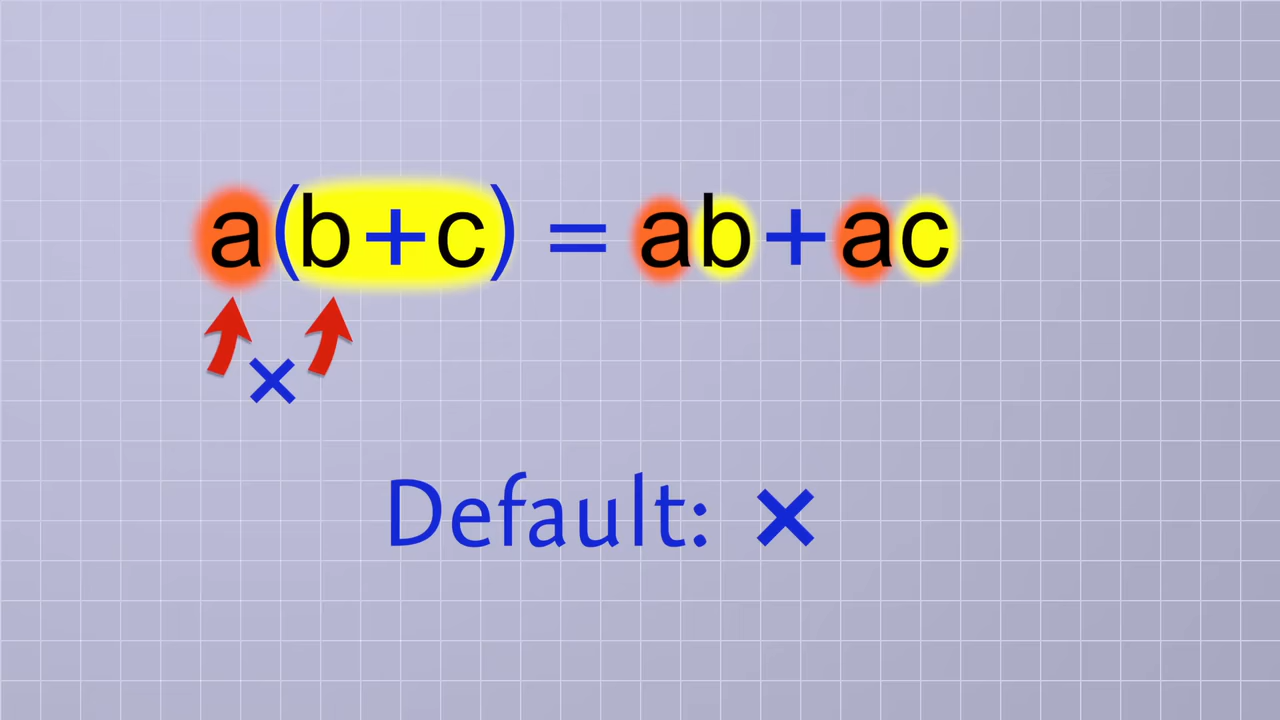 a(b+c) = ab+ac
×
Default: ×